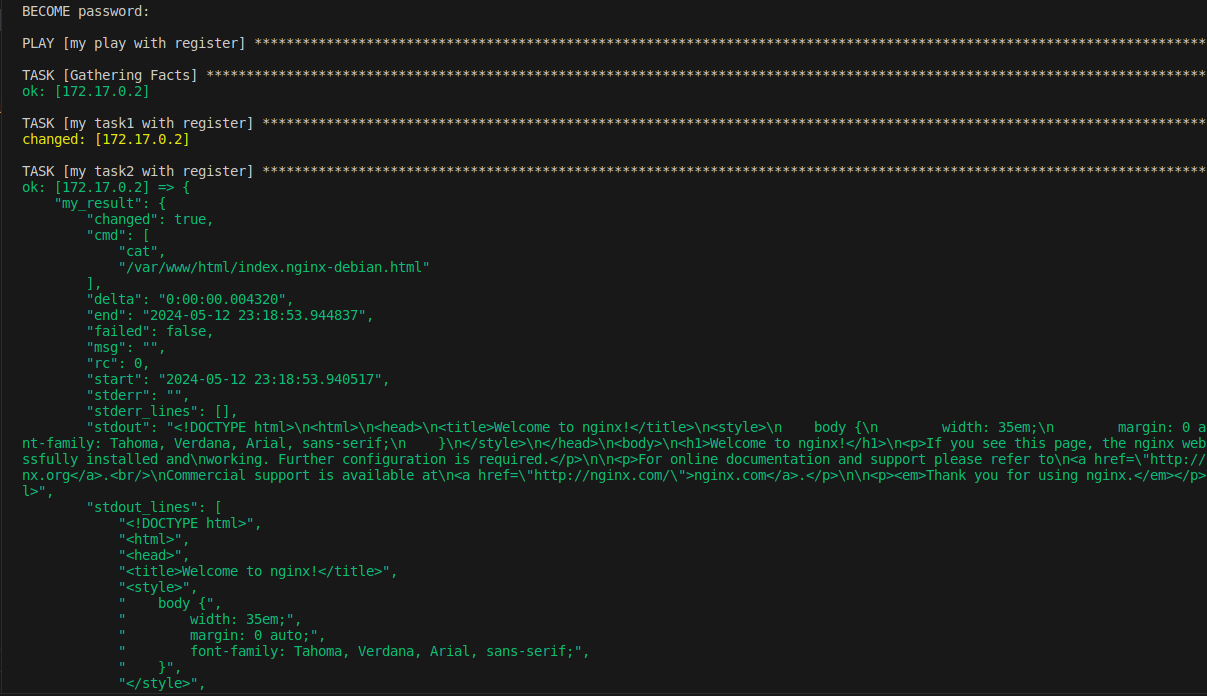 BECOME password:
PLAY [my play with register] ***********************************************************************************************************************
TASK [Gathering Facts] *****************************************************************************************************************************
ok: [172.17.0.2]
TASK [my task1 with register] **********************************************************************************************************************
changed: [172.17.0.2]
TASK [my task2 with register] **********************************************************************************************************************
ok: [172.17.0.2] => {
    "my_result": {
        "changed": true,
        "cmd": [
            "cat",
            "/var/www/html/index.nginx-debian.html"
        ],
        "delta": "0:00:00.004320",
        "end": "2024-05-12 23:18:53.944837",
        "failed": false,
        "msg": "",
        "rc": 0,
        "start": "2024-05-12 23:18:53.940517",
        "stderr": "",
        "stderr_lines": [],
        "stdout": "<!DOCTYPE html>\n<html>\n<head>\n<title>Welcome to nginx!</title>\n<style>\n    body {\n        width: 35em;\n        margin: 0 a
nt-family: Tahoma, Verdana, Arial, sans-serif;\n    }\n</style>\n</head>\n<body>\n<h1>Welcome to nginx!</h1>\n<p>If you see this page, the nginx web
ssfully installed and\nworking. Further configuration is required.</p>\n\n<p>For online documentation and support please refer to\n<a href=\"http://
nx.org</a>.<br/>\nCommercial support is available at\n<a href=\"http://nginx.com/\">nginx.com</a>.</p>\n\n<p><em>Thank you for using nginx.</em></p>
l>",
        "stdout_lines": [
            "<!DOCTYPE html>",
            "<html>",
            "<head>",
            "<title>Welcome to nginx!</title>",
            "<style>",
            "    body {",
            "        width: 35em;",
            "        margin: 0 auto;",
            "        font-family: Tahoma, Verdana, Arial, sans-serif;",
            "    }",
            "</style>",